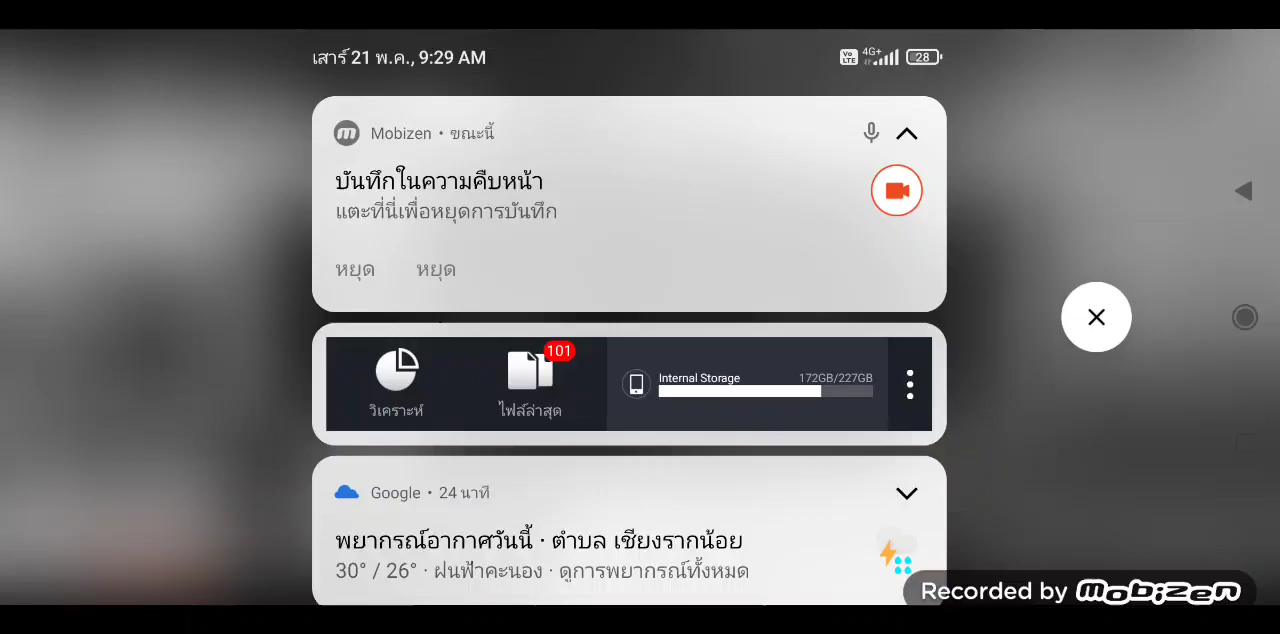 เสาร์ 21 พ.ค., 9:29 AM
Vo LTE 4G+ 28
Mobizen • ขณะนี้
บันทึกในความคืบหน้า
แตะที่นี่เพื่อหยุดการบันทึก
หยุด หยุด
101
Internal Storage 172GB/227GB
วิเคราะห์ ไฟล์ล่าสุด
Google • 24 นาที
พยากรณ์อากาศวันนี้ · ตำบล เชียงรากน้อย
30° / 26° · ฝนฟ้าคะนอง · ดูการพยากรณ์ทั้งหมด
Recorded by mobizen